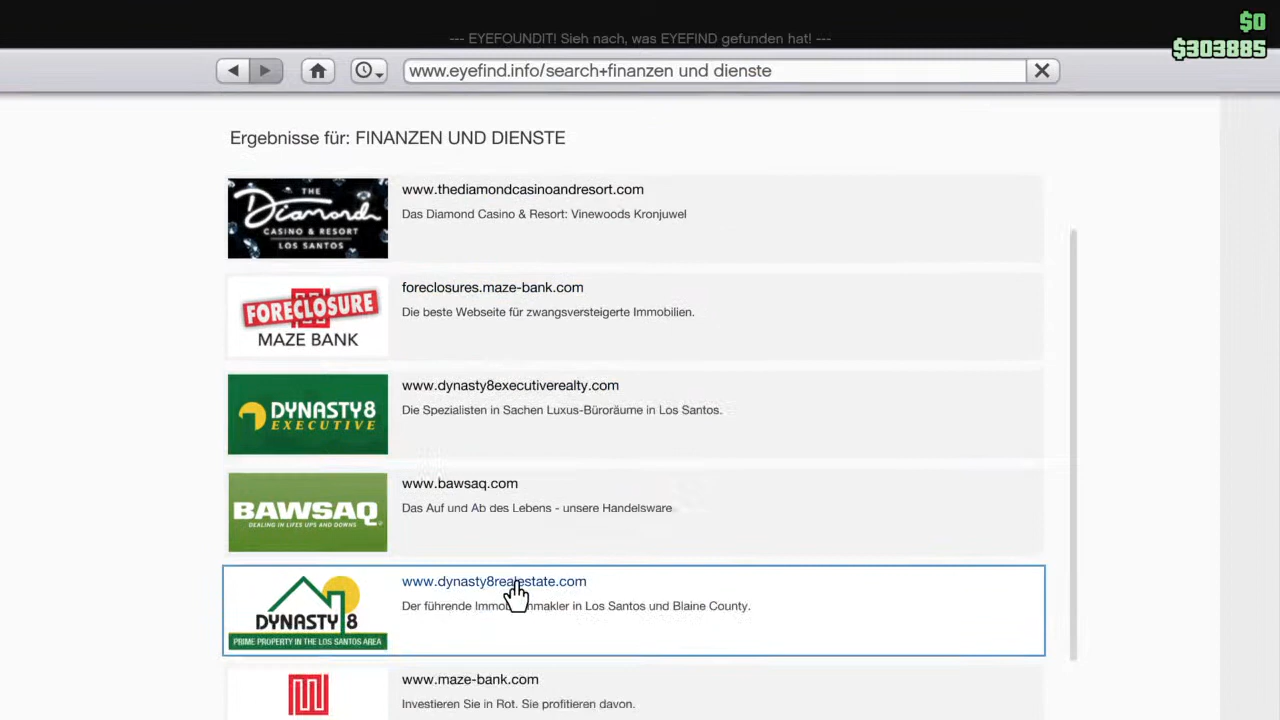 $0
$303885
--- EYEFOUNDIT! Sieh nach, was EYEFIND gefunden hat! ---
www.eyefind.info/search+finanzen und dienste
Ergebnisse für: FINANZEN UND DIENSTE
THE
Diamond
CASINO & RESORT
LOS SANTOS
www.thediamondcasinoandresort.com
Das Diamond Casino & Resort: Vinewoods Kronjuwel
FORECLOSURE
MAZE BANK
foreclosures.maze-bank.com
Die beste Webseite für zwangsversteigerte Immobilien.
DYNASTY8
EXECUTIVE
www.dynasty8executiverealty.com
Die Spezialisten in Sachen Luxus-Büroräume in Los Santos.
BAWSAQ
DEALING IN LIFES UPS AND DOWNS
www.bawsaq.com
Das Auf und Ab des Lebens - unsere Handelsware
DYNASTY 8
PRIME PROPERTY IN THE LOS SANTOS AREA
www.dynasty8realestate.com
Der führende Immobilienmakler in Los Santos und Blaine County.
www.maze-bank.com
Investieren Sie in Rot. Sie profitieren davon.